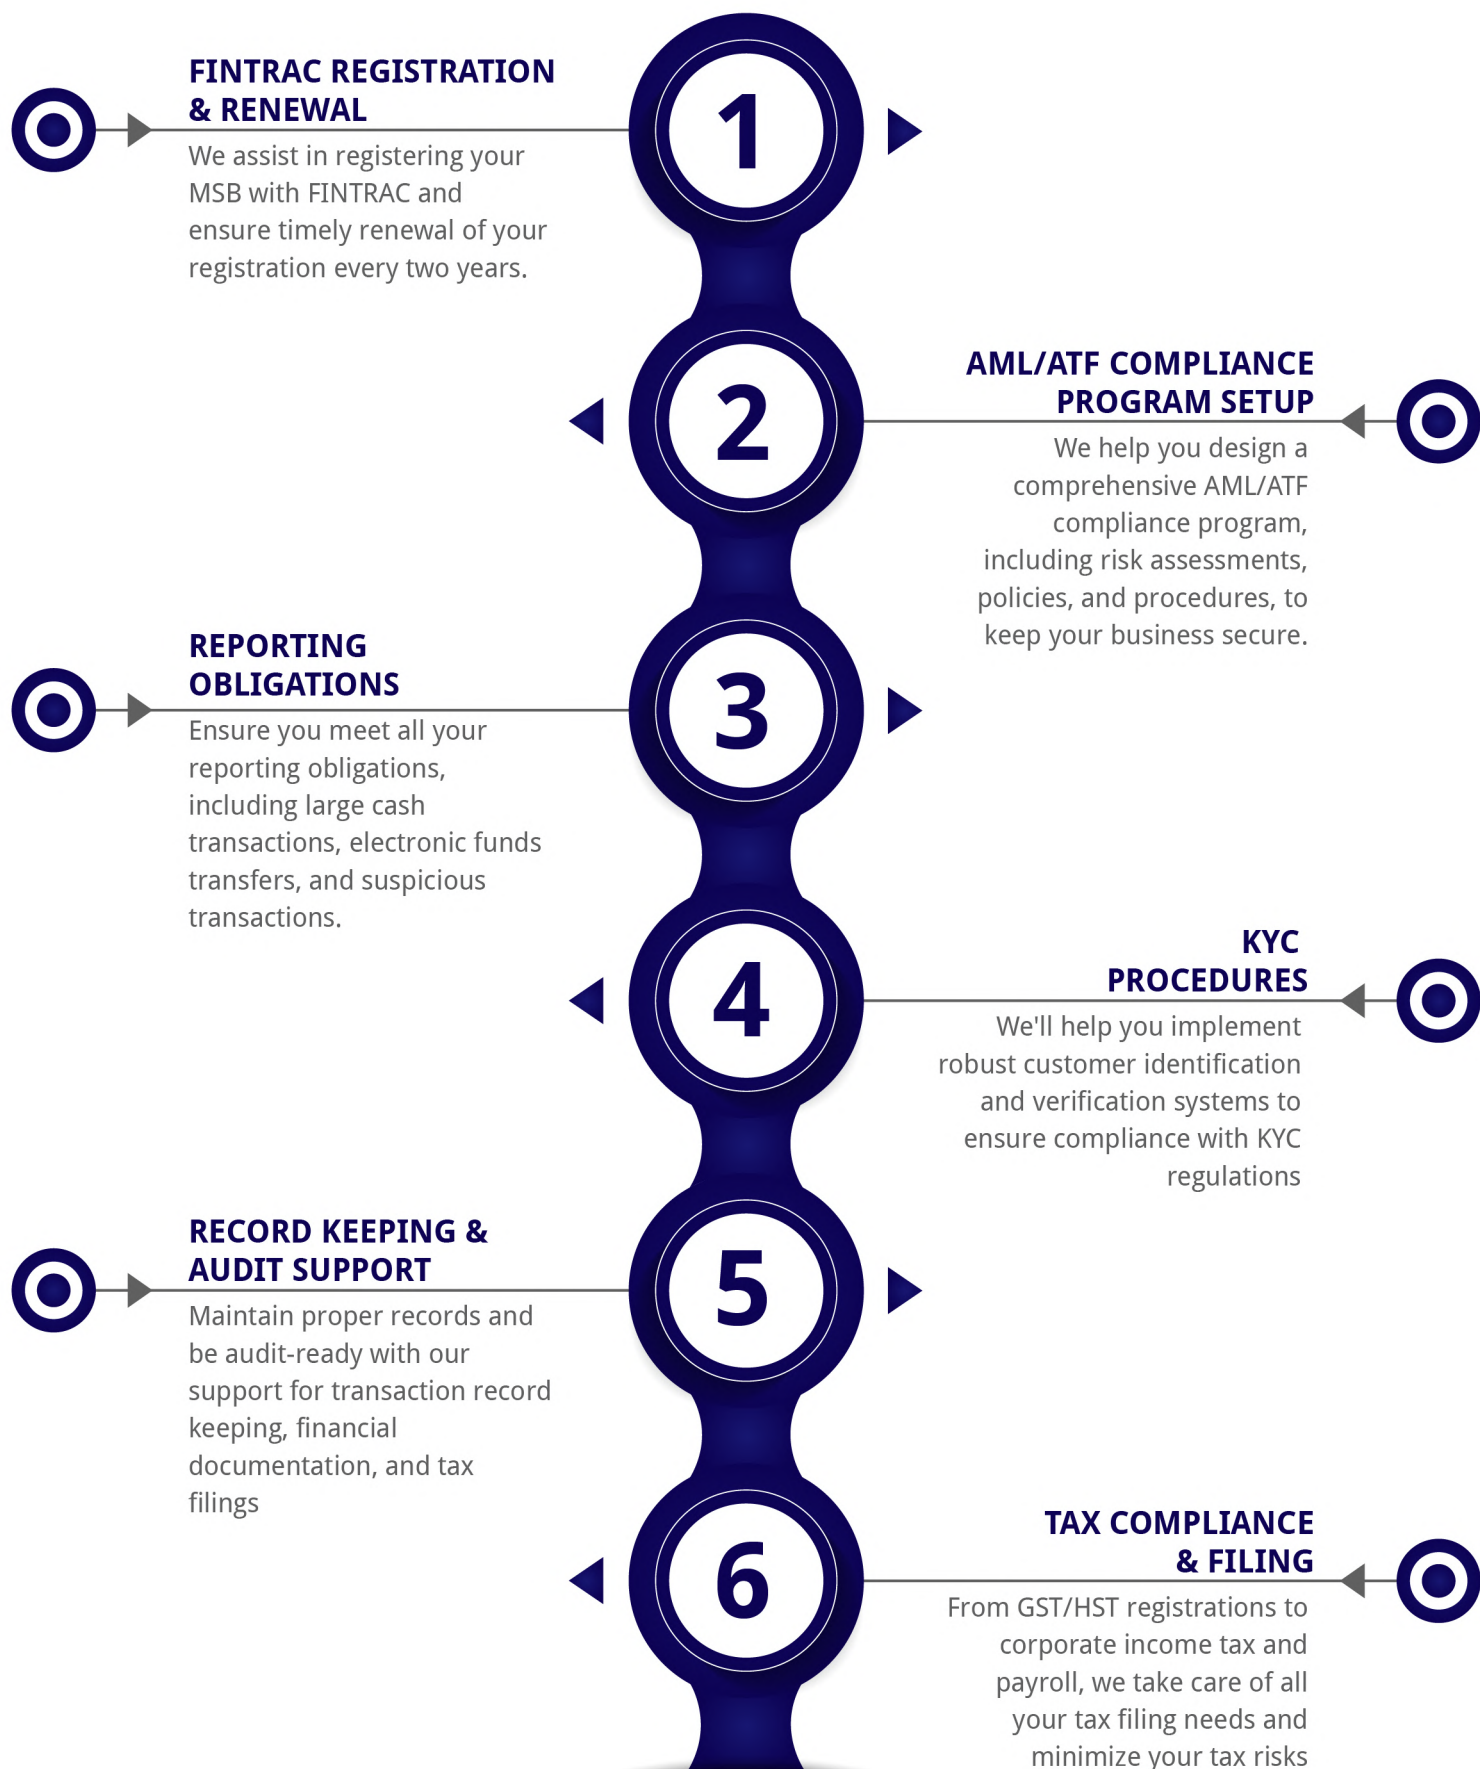 FINTRAC REGISTRATION
& RENEWAL
We assist in registering your
MSB with FINTRAC and
ensure timely renewal of your
registration every two years.
1
AML/ATF COMPLIANCE
PROGRAM SETUP
We help you design a
comprehensive AML/ATF
compliance program,
including risk assessments,
policies, and procedures, to
keep your business secure.
2
REPORTING
OBLIGATIONS
Ensure you meet all your
reporting obligations,
including large cash
transactions, electronic funds
transfers, and suspicious
transactions.
3
KYC
PROCEDURES
We'll help you implement
robust customer identification
and verification systems to
ensure compliance with KYC
regulations
4
RECORD KEEPING &
AUDIT SUPPORT
Maintain proper records and
be audit-ready with our
support for transaction record
keeping, financial
documentation, and tax
filings
5
TAX COMPLIANCE
& FILING
From GST/HST registrations to
corporate income tax and
payroll, we take care of all
your tax filing needs and
minimize your tax risks
6